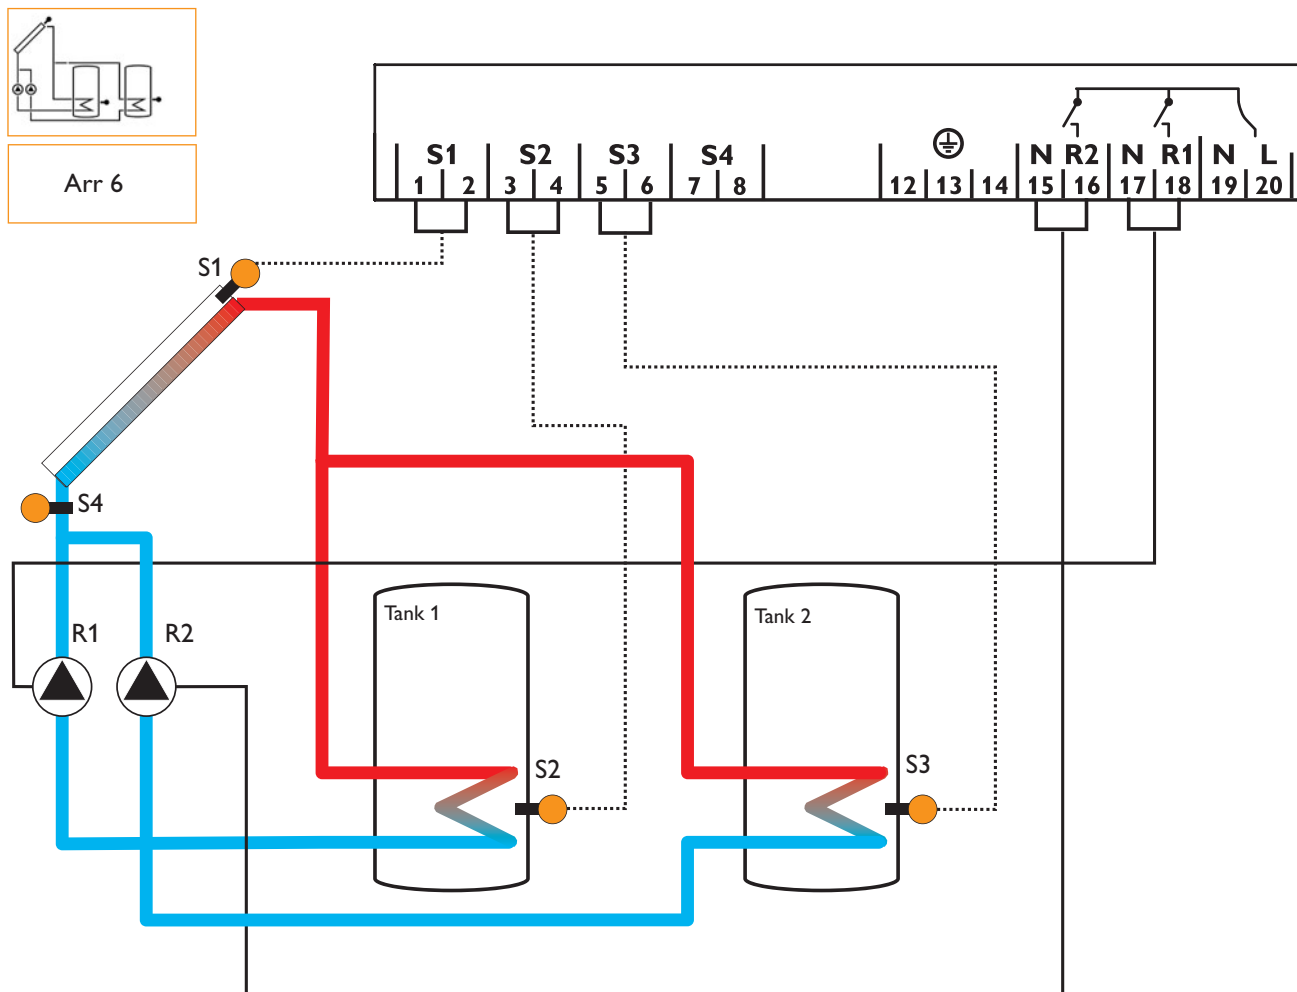 Arr 6
S1 S2 S3 S4 N R2 N R1 N L
1 2 3 4 5 6 7 8 12 13 14 15 16 17 18 19 20
S1
S4
Tank 1
Tank 2
R1 R2
S2
S3